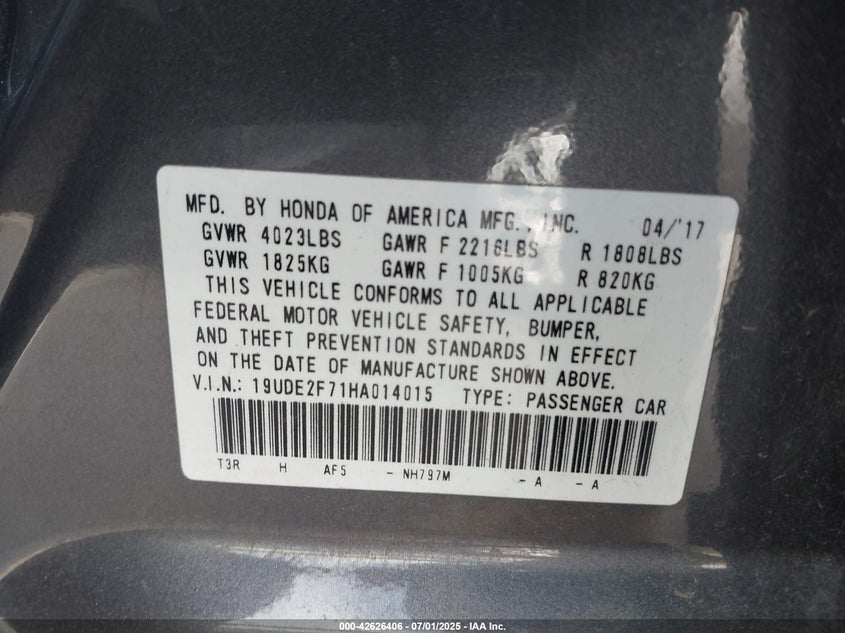 MFD. BY HONDA OF AMERICA MFG., INC. 04/'17
GVWR 4023LBS GAWR F 2216LBS R 1808LBS
GVWR 1825KG GAWR F 1005KG R 820KG
THIS VEHICLE CONFORMS TO ALL APPLICABLE
FEDERAL MOTOR VEHICLE SAFETY, BUMPER,
AND THEFT PREVENTION STANDARDS IN EFFECT
ON THE DATE OF MANUFACTURE SHOWN ABOVE.
V.I.N.: 19UDE2F71HA014015 TYPE: PASSENGER CAR
T3R H AF5 - NH797M - A - A
000-42626406 - 07/01/2025 - IAA Inc.